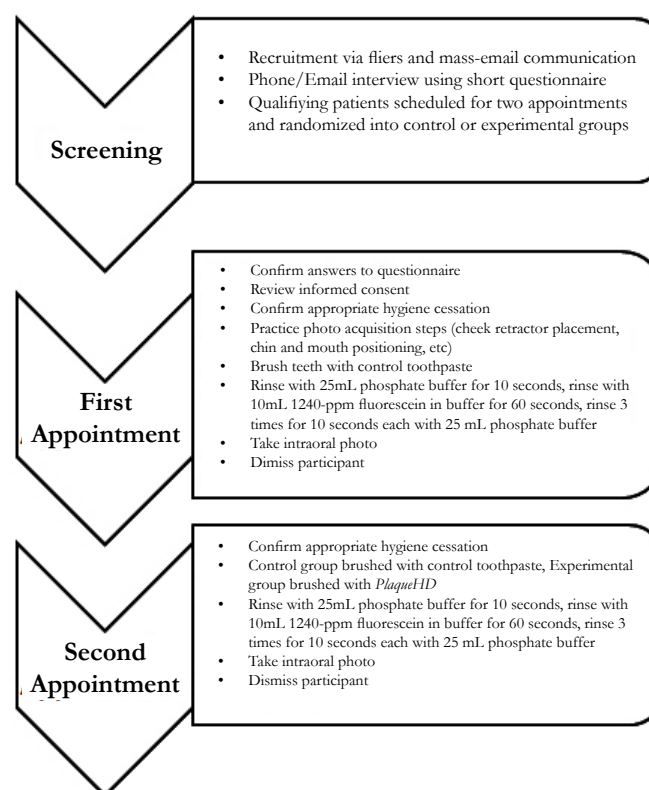 Screening
• Recruitment via fliers and mass-email communication
• Phone/Email interview using short questionnaire
• Qualifiying patients scheduled for two appointments
and randomized into control or experimental groups
First
Appointment
• Confirm answers to questionnaire
• Review informed consent
• Confirm appropriate hygiene cessation
• Practice photo acquisition steps (cheek retractor placement,
chin and mouth positioning, etc)
• Brush teeth with control toothpaste
• Rinse with 25mL phosphate buffer for 10 seconds, rinse with
10mL 1240-ppm fluorescein in buffer for 60 seconds, rinse 3
times for 10 seconds each with 25 mL phosphate buffer
• Take intraoral photo
• Dimiss participant
Second
Appointment
• Confirm appropriate hygiene cessation
• Control group brushed with control toothpaste, Experimental
group brushed with PlaqueHD
• Rinse with 25mL phosphate buffer for 10 seconds, rinse with
10mL 1240-ppm fluorescein in buffer for 60 seconds, rinse 3
times for 10 seconds each with 25 mL phosphate buffer
• Take intraoral photo
• Dismiss participant